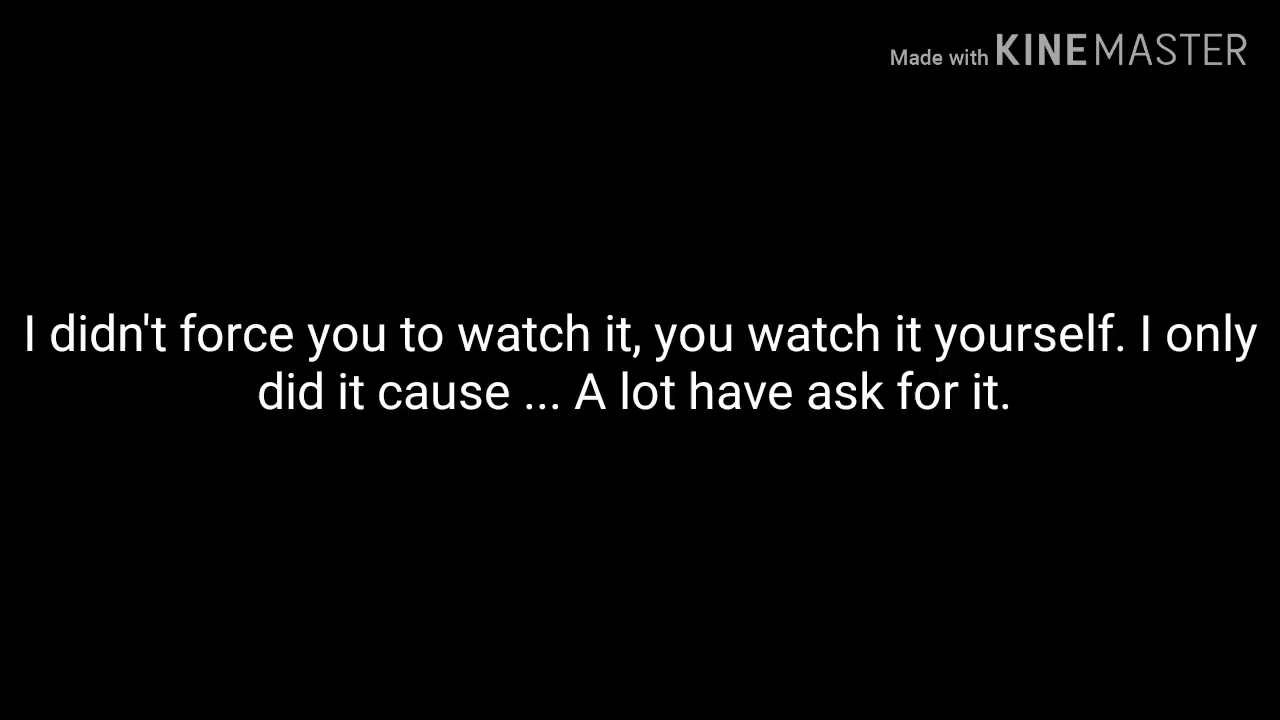 Made with KINEMASTER
I didn't force you to watch it, you watch it yourself. I only
did it cause ... A lot have ask for it.